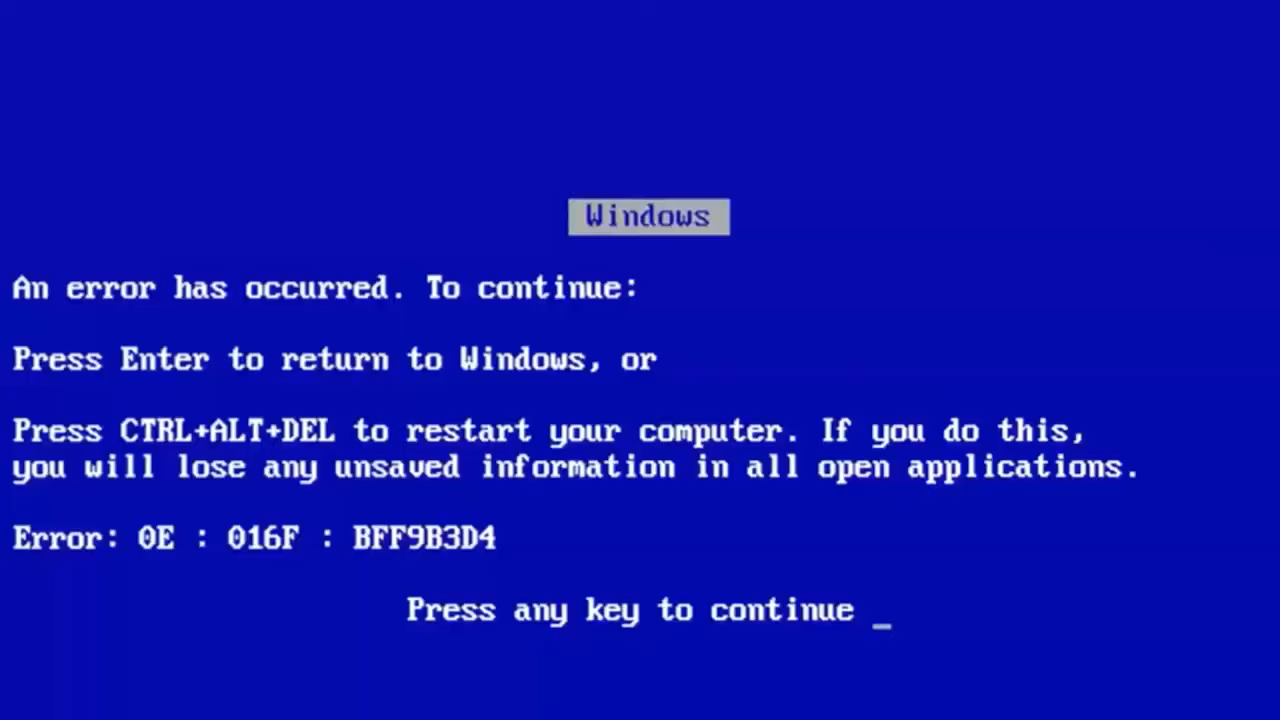 Windows
An error has occurred. To continue:
Press Enter to return to Windows, or
Press CTRL+ALT+DEL to restart your computer. If you do this,
you will lose any unsaved information in all open applications.
Error: 0E : 016F : BFF9B3D4
Press any key to continue _